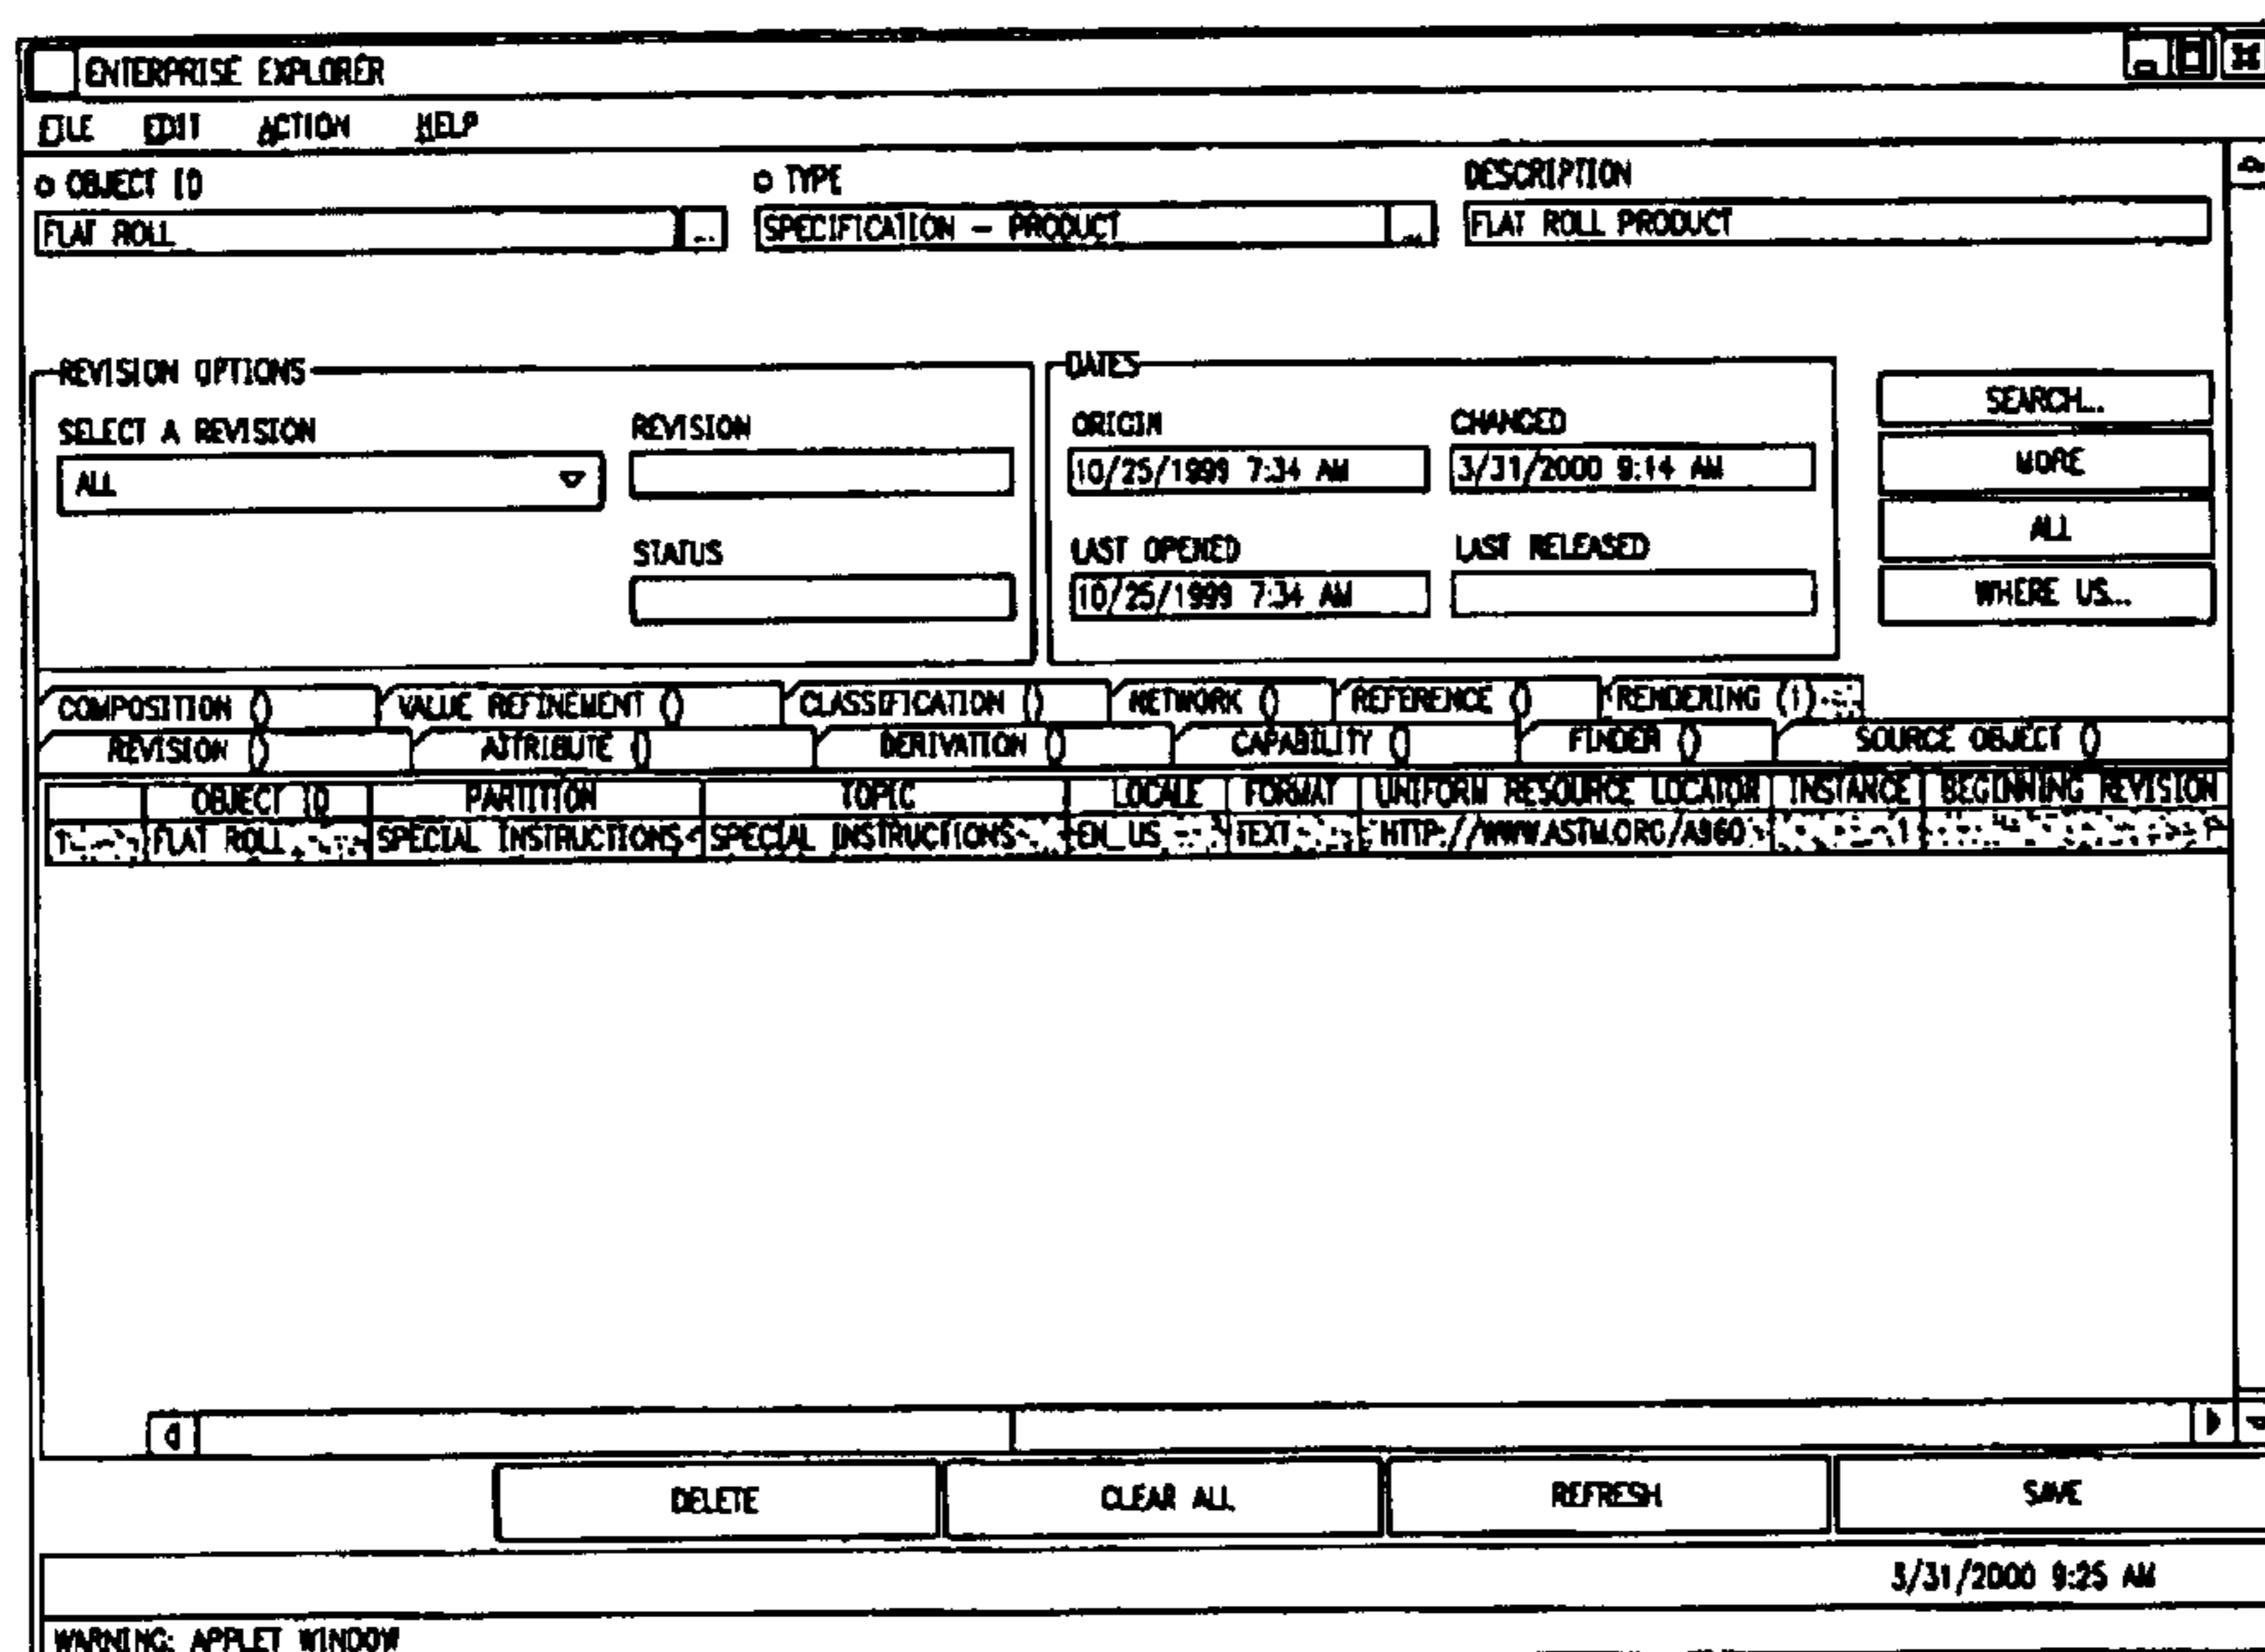 ENTERPRISE EXPLORER
FILE EDIT ACTION HELP
OBJECT ID TYPE DESCRIPTION
FLAT ROLL ... SPECIFICATION – PRODUCT ... FLAT ROLL PRODUCT
REVISION OPTIONS DATES
SEARCH...
SELECT A REVISION REVISION ORIGIN CHANGED
ALL 10/25/1999 7:34 AM 3/31/2000 9:14 AM MORE
ALL
STATUS LAST OPENED LAST RELEASED
10/25/1999 7:34 AM WHERE US...
COMPOSITION () VALUE REFINEMENT () CLASSIFICATION () NETWORK () REFERENCE () RENDERING (1)
REVISION () ATTRIBUTE () DERIVATION () CAPABILITY () FINDER () SOURCE OBJECT ()
OBJECT ID PARTITION TOPIC LOCALE FORMAT UNIFORM RESOURCE LOCATOR INSTANCE BEGINNING REVISION
1 FLAT ROLL SPECIAL INSTRUCTIONS SPECIAL INSTRUCTIONS EN_US TEXT HTTP://WWW.ASTM.ORG/A960 1
DELETE CLEAR ALL REFRESH SAVE
3/31/2000 9:25 AM
WARNING: APPLET WINDOW